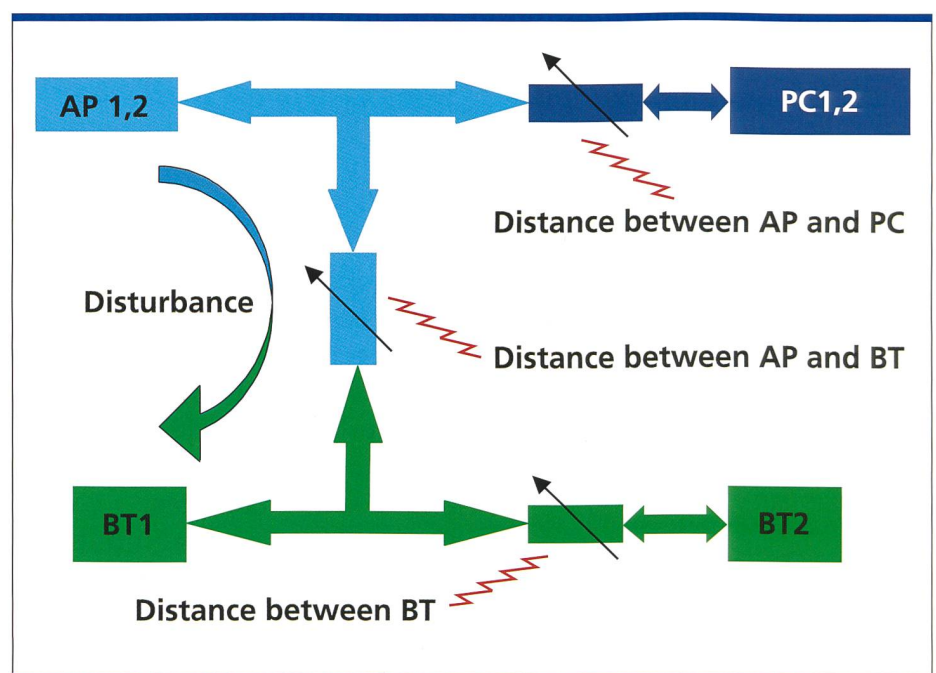 AP 1,2
PC1,2
Distance between AP and PC
Disturbance
Distance between AP and BT
BT1
BT2
Distance between BT